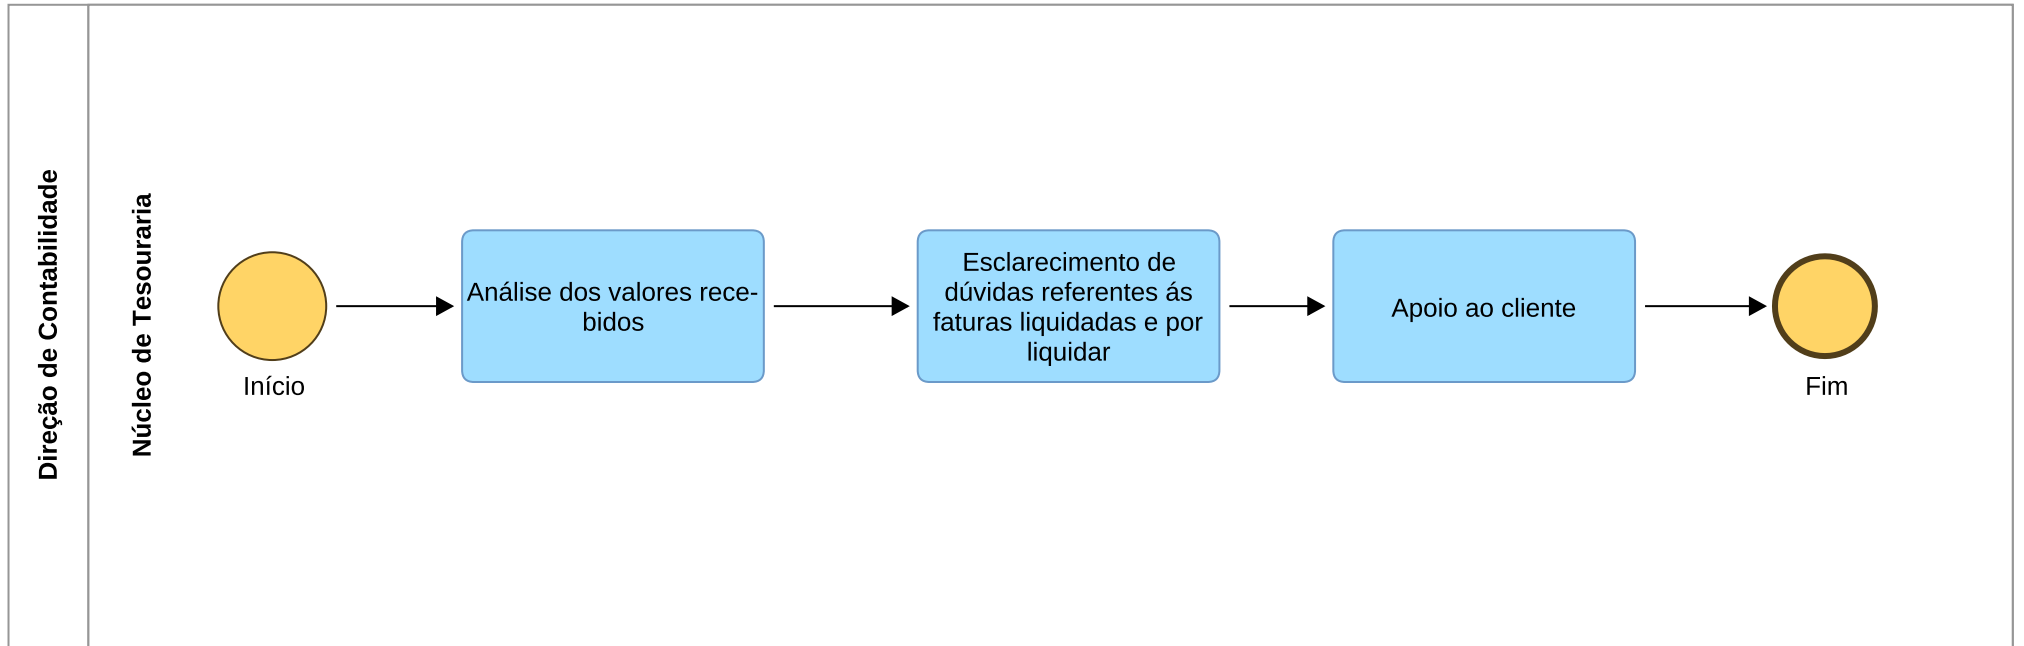 Direção de Contabilidade
Núcleo de Tesouraria
Início
Análise dos valores rece-
bidos
Esclarecimento de
dúvidas referentes ás
faturas liquidadas e por
liquidar
Apoio ao cliente
Fim